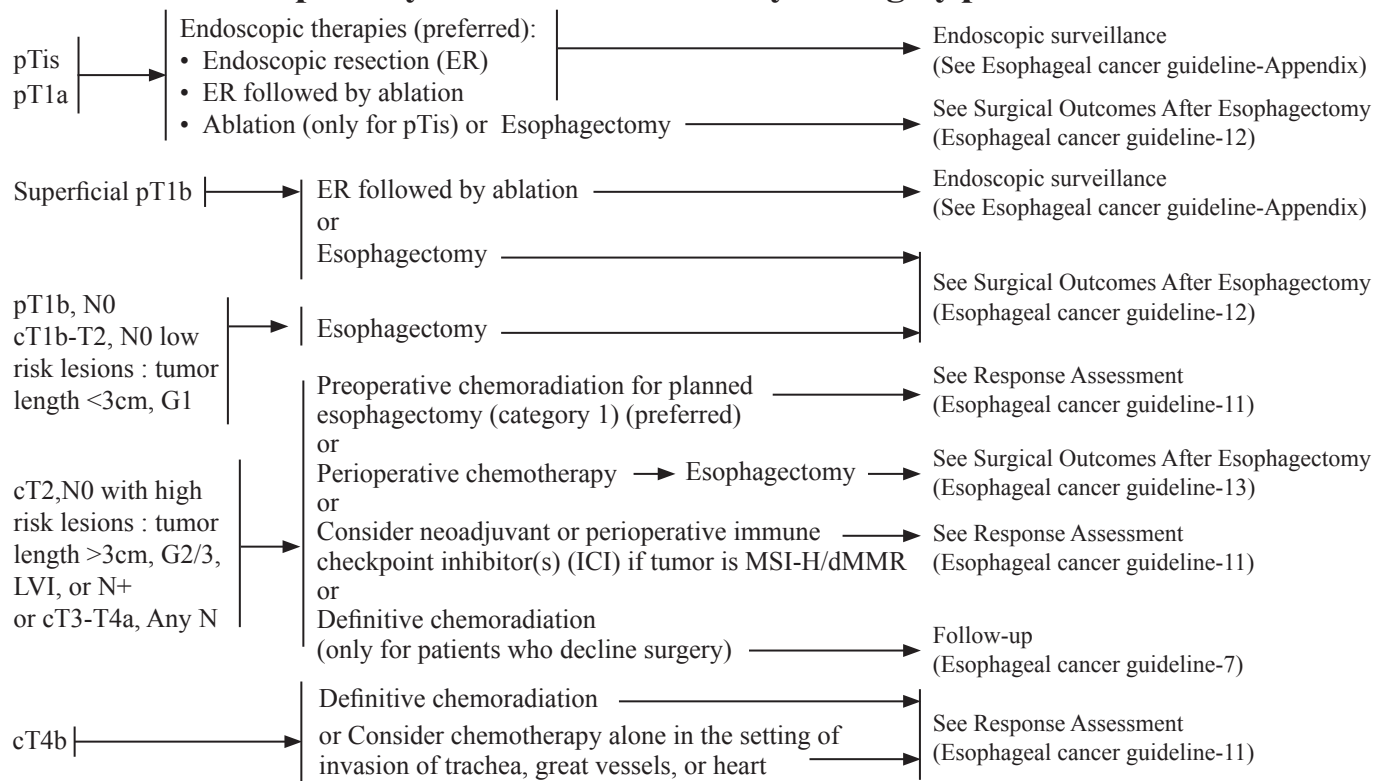 pTis
pT1a
Endoscopic therapies (preferred):
• Endoscopic resection (ER)
• ER followed by ablation
• Ablation (only for pTis) or Esophagectomy
Endoscopic surveillance
(See Esophageal cancer guideline-Appendix)
See Surgical Outcomes After Esophagectomy
(Esophageal cancer guideline-12)
Superficial pT1b
ER followed by ablation
or
Esophagectomy
Endoscopic surveillance
(See Esophageal cancer guideline-Appendix)
pT1b, N0
cT1b-T2, N0 low
risk lesions : tumor
length <3cm, G1
Esophagectomy
See Surgical Outcomes After Esophagectomy
(Esophageal cancer guideline-12)
cT2,N0 with high
risk lesions : tumor
length >3cm, G2/3,
LVI, or N+
or cT3-T4a, Any N
Preoperative chemoradiation for planned
esophagectomy (category 1) (preferred)
or
Perioperative chemotherapy
Esophagectomy
or
Consider neoadjuvant or perioperative immune
checkpoint inhibitor(s) (ICI) if tumor is MSI-H/dMMR
or
Definitive chemoradiation
(only for patients who decline surgery)
See Response Assessment
(Esophageal cancer guideline-11)
See Surgical Outcomes After Esophagectomy
(Esophageal cancer guideline-13)
See Response Assessment
(Esophageal cancer guideline-11)
Follow-up
(Esophageal cancer guideline-7)
cT4b
Definitive chemoradiation
or Consider chemotherapy alone in the setting of
invasion of trachea, great vessels, or heart
See Response Assessment
(Esophageal cancer guideline-11)